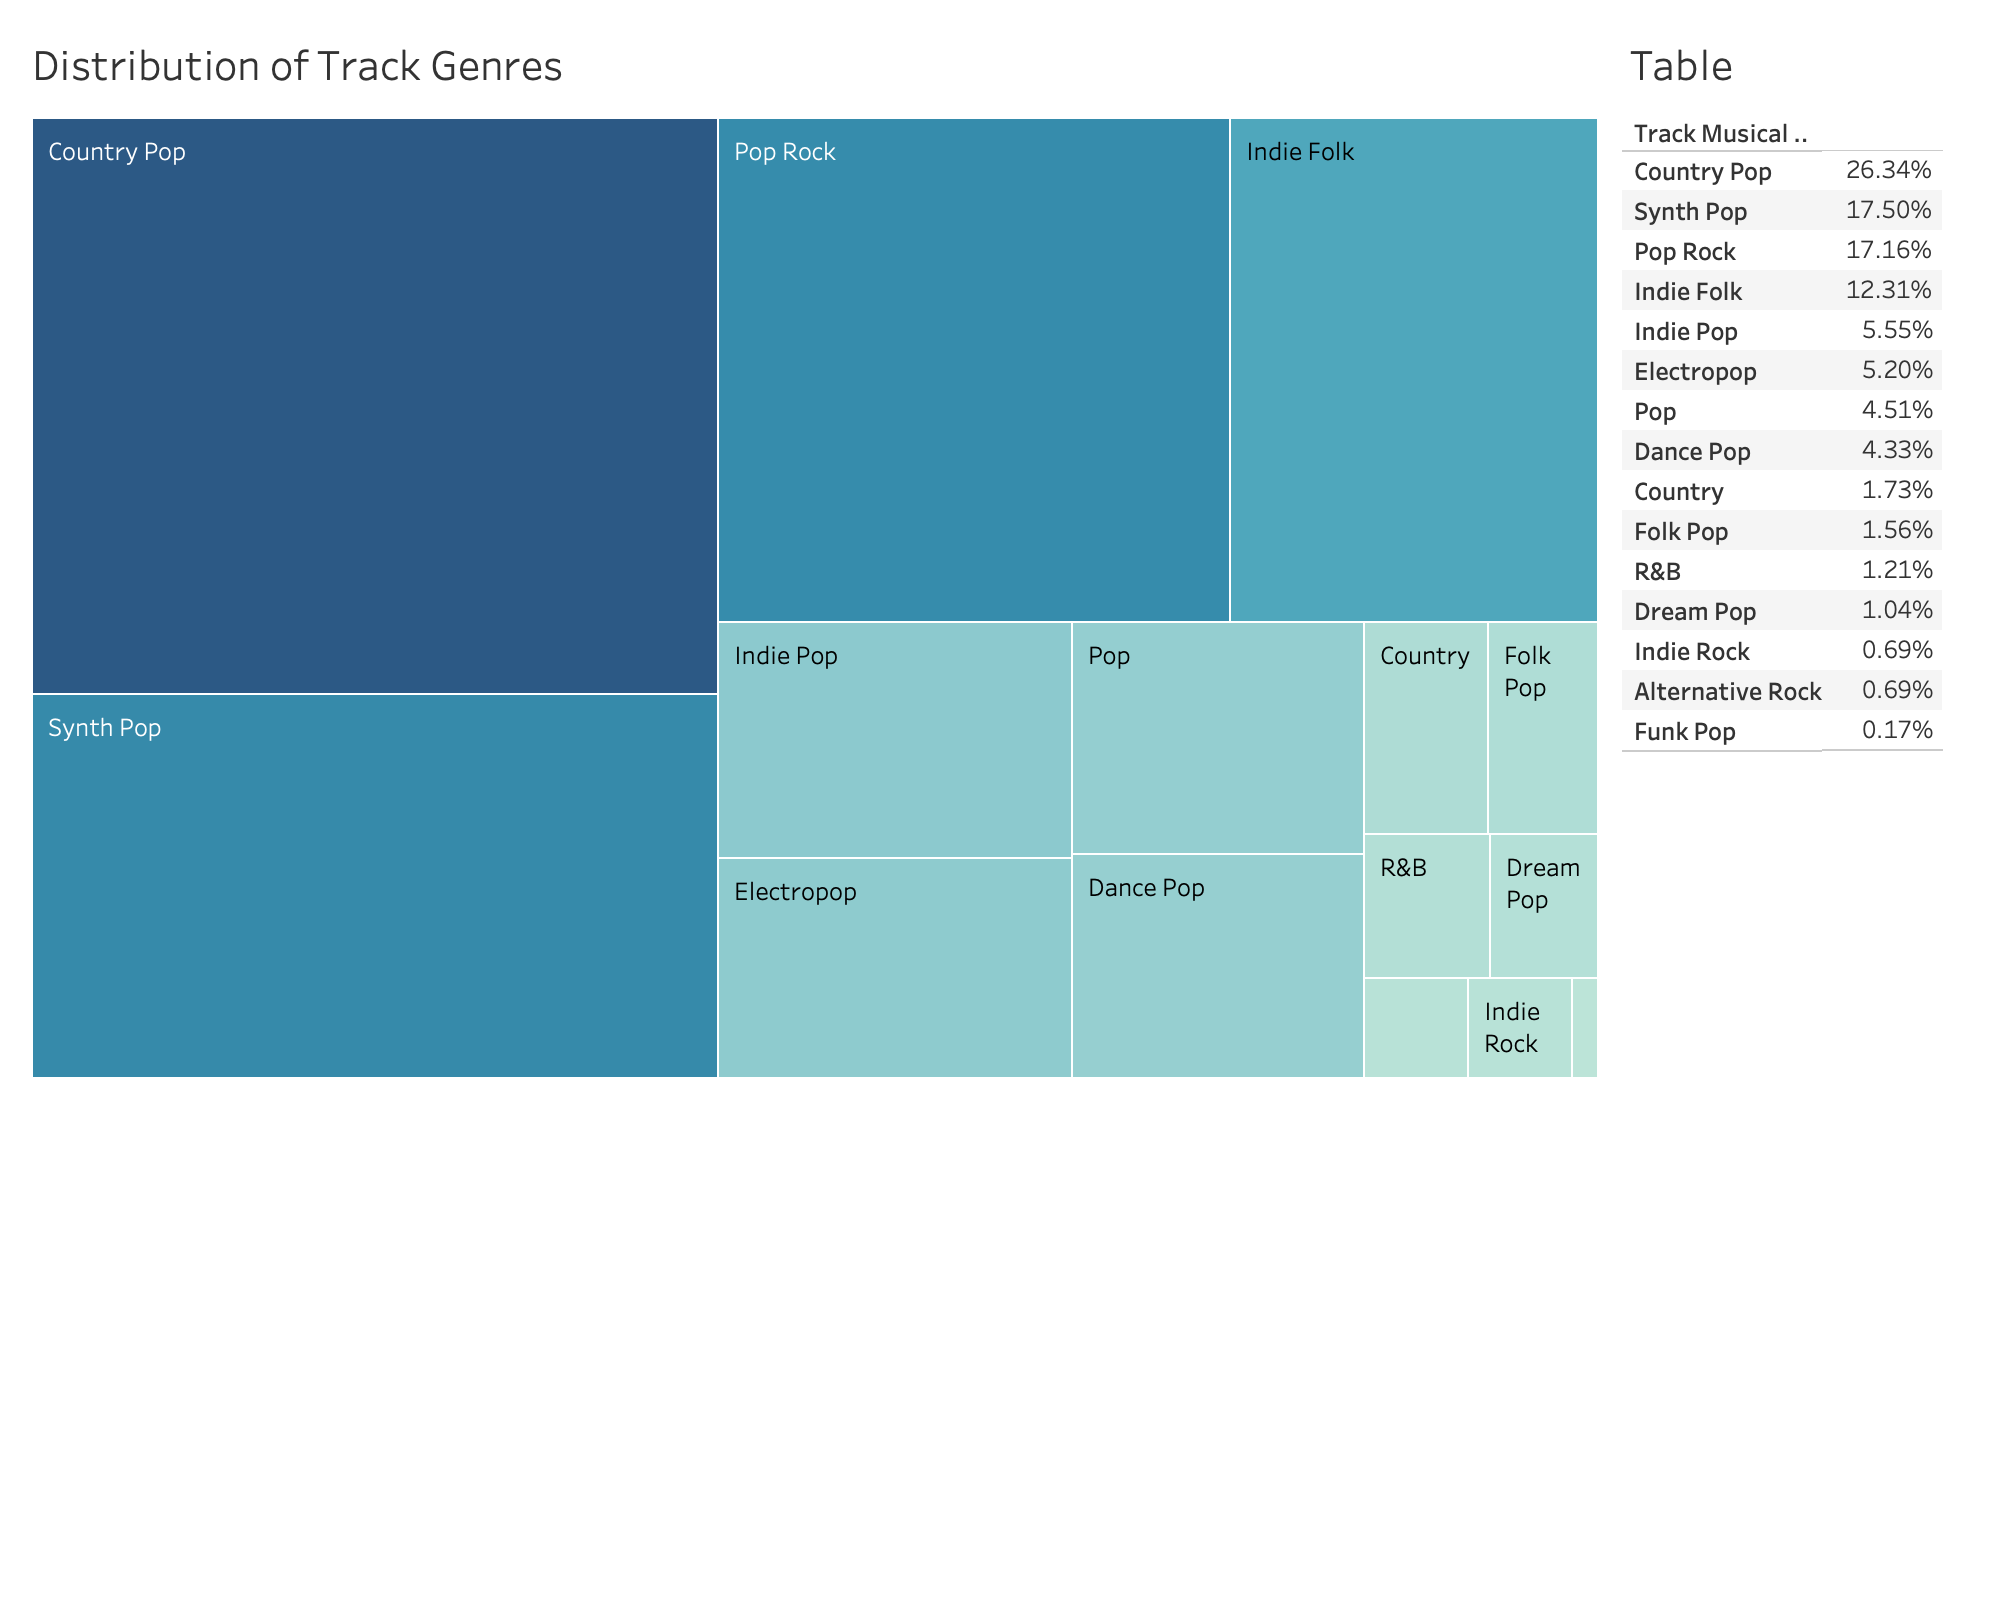 Distribution of Track Genres
Country Pop
Pop Rock
Indie Folk
Synth Pop
Indie Pop
Pop
Country
Folk
Pop
Electropop
Dance Pop
R&B
Dream
Pop
Indie
Rock
Table
Track Musical ..
Country Pop 26.34%
Synth Pop 17.50%
Pop Rock 17.16%
Indie Folk 12.31%
Indie Pop 5.55%
Electropop 5.20%
Pop 4.51%
Dance Pop 4.33%
Country 1.73%
Folk Pop 1.56%
R&B 1.21%
Dream Pop 1.04%
Indie Rock 0.69%
Alternative Rock 0.69%
Funk Pop 0.17%